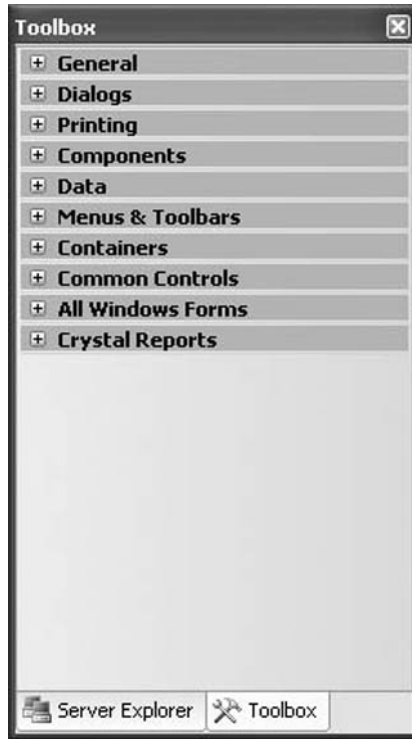 Toolbox
General
Dialogs
Printing
Components
Data
Menus & Toolbars
Containers
Common Controls
All Windows Forms
Crystal Reports
Server Explorer Toolbox